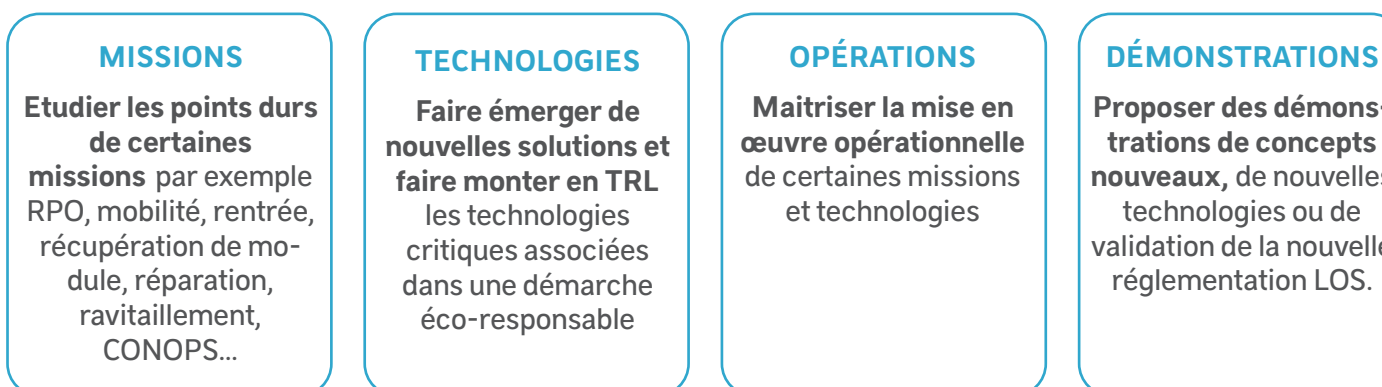 MISSIONS
Etudier les points durs
de certaines
missions par exemple
RPO, mobilité, rentrée,
récupération de mo-
dule, réparation,
ravitaillement,
CONOPS...
TECHNOLOGIES
Faire émerger de
nouvelles solutions et
faire monter en TRL
les technologies
critiques associées
dans une démarche
éco-responsable
OPÉRATIONS
Maitriser la mise en
œuvre opérationnelle
de certaines missions
et technologies
DÉMONSTRATIONS
Proposer des démons-
trations de concepts
nouveaux, de nouvelles
technologies ou de
validation de la nouvelle
réglementation LOS.